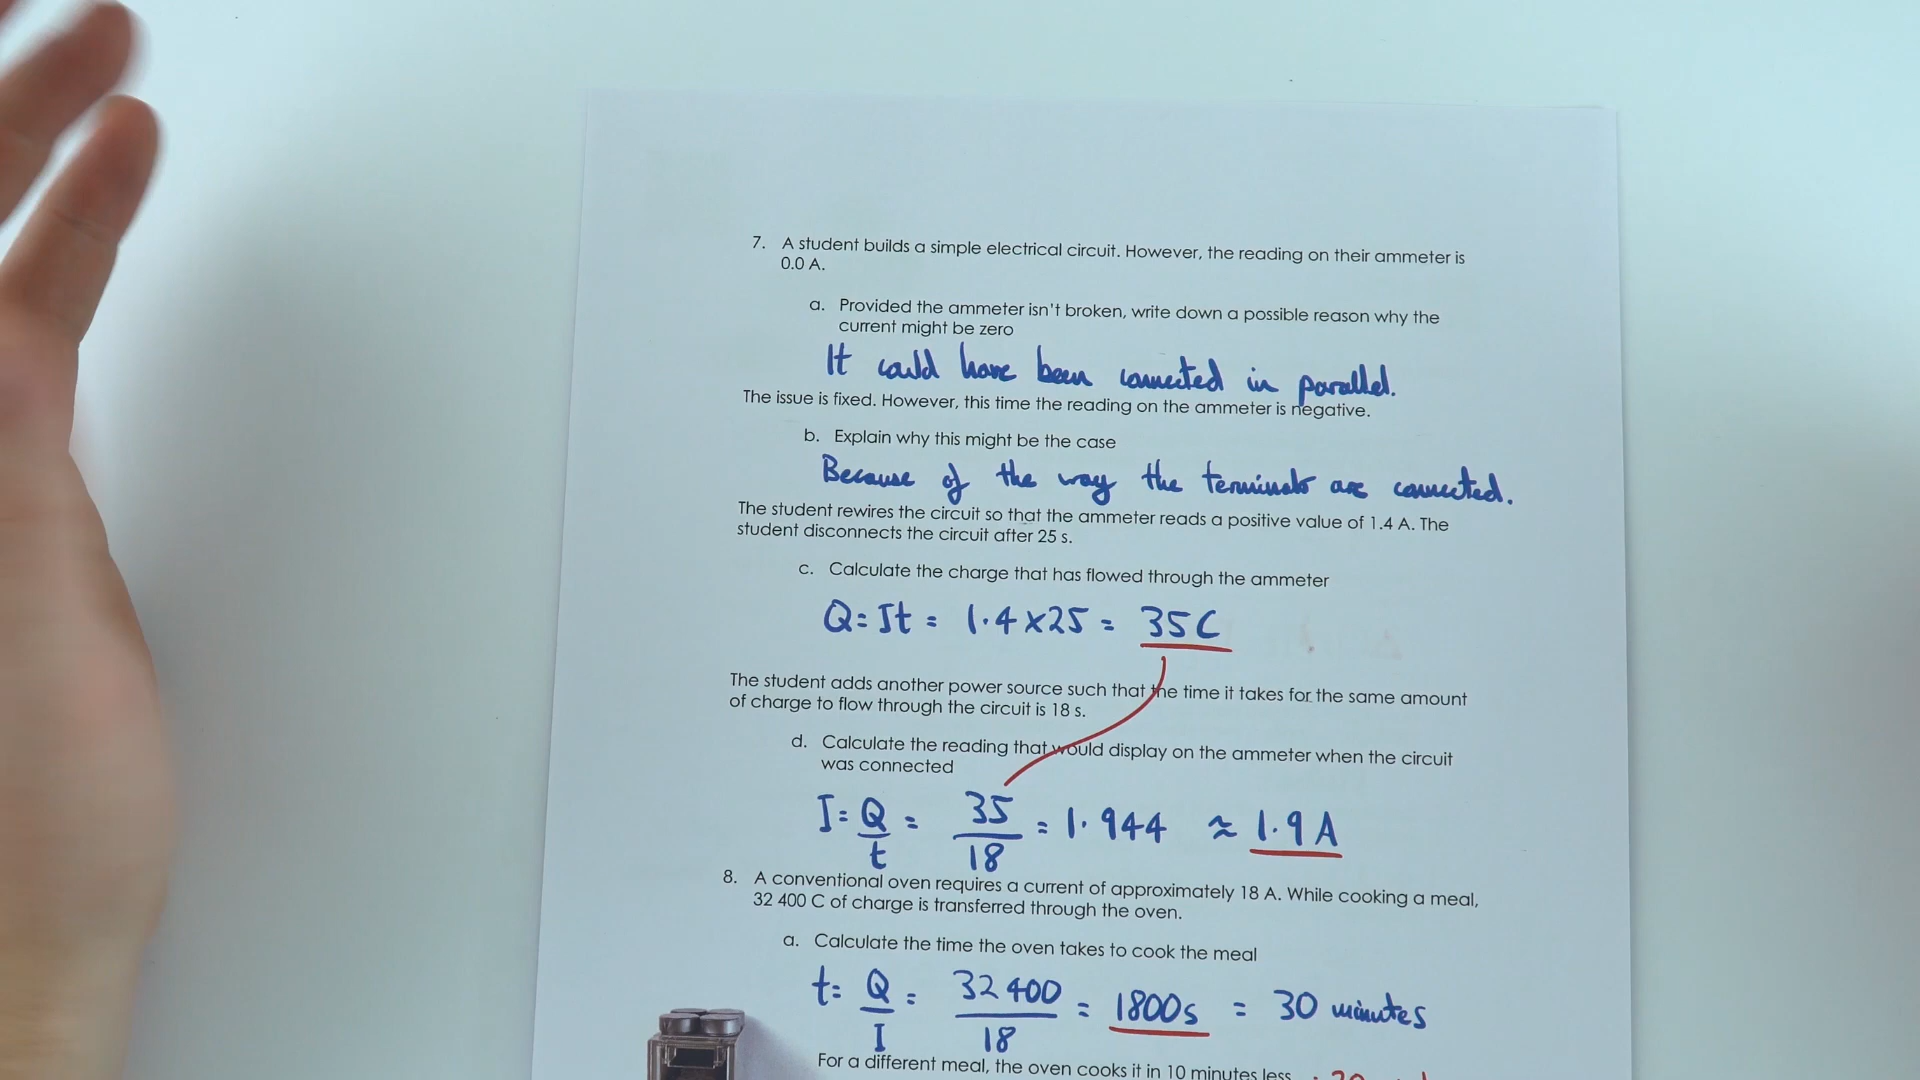 7. A student builds a simple electrical circuit. However, the reading on their ammeter is
0.0 A.
a. Provided the ammeter isn't broken, write down a possible reason why the
current might be zero
It could have been connected in parallel.
The issue is fixed. However, this time the reading on the ammeter is negative.
b. Explain why this might be the case
Because of the way the terminals are connected.
The student rewires the circuit so that the ammeter reads a positive value of 1.4 A. The
student disconnects the circuit after 25 s.
c. Calculate the charge that has flowed through the ammeter
Q = It = 1.4 × 25 = 35C
The student adds another power source such that the time it takes for the same amount
of charge to flow through the circuit is 18 s.
d. Calculate the reading that would display on the ammeter when the circuit
was connected
I = Q/t = 35/18 = 1.944 ≈ 1.9 A
8. A conventional oven requires a current of approximately 18 A. While cooking a meal,
32 400 C of charge is transferred through the oven.
a. Calculate the time the oven takes to cook the meal
t = Q/I = 32 400/18 = 1800s = 30 minutes
For a different meal, the oven cooks it in 10 minutes less